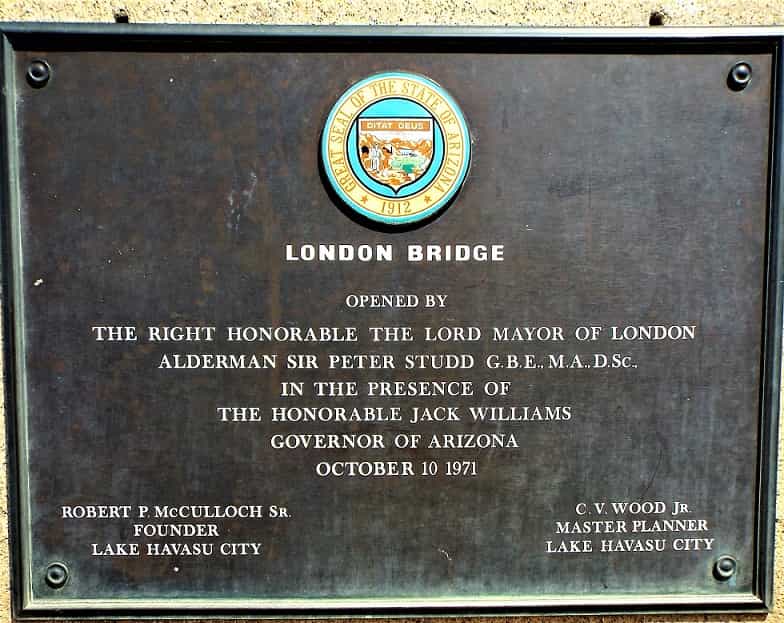 GREAT SEAL OF THE STATE OF ARIZONA
DITAT DEUS
1912
LONDON BRIDGE
OPENED BY
THE RIGHT HONORABLE THE LORD MAYOR OF LONDON
ALDERMAN SIR PETER STUDD G.B.E., M.A., D.Sc.,
IN THE PRESENCE OF
THE HONORABLE JACK WILLIAMS
GOVERNOR OF ARIZONA
OCTOBER 10 1971
ROBERT P. McCULLOCH SR.
FOUNDER
LAKE HAVASU CITY
C. V. WOOD JR.
MASTER PLANNER
LAKE HAVASU CITY